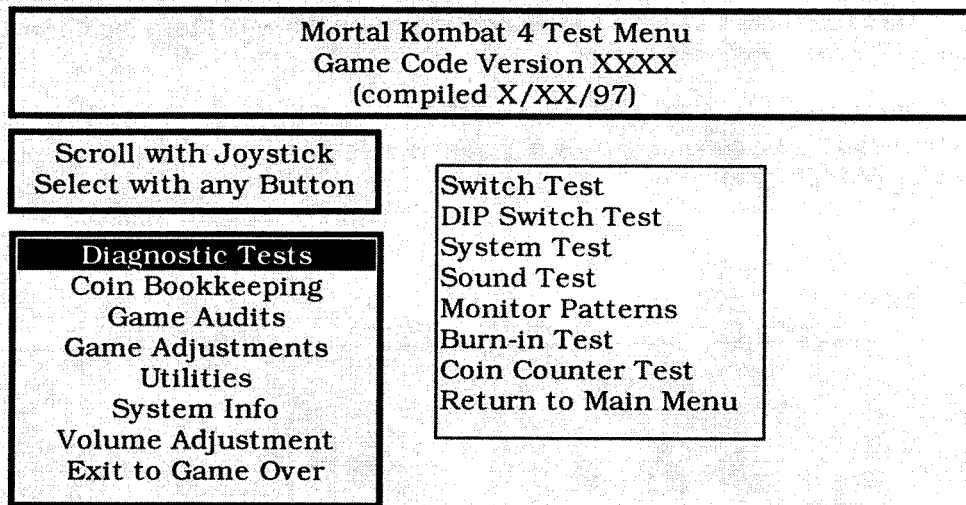 Mortal Kombat 4 Test Menu
Game Code Version XXXX
(compiled X/XX/97)
Scroll with Joystick
Select with any Button
Diagnostic Tests
Coin Bookkeeping
Game Audits
Game Adjustments
Utilities
System Info
Volume Adjustment
Exit to Game Over
Switch Test
DIP Switch Test
System Test
Sound Test
Monitor Patterns
Burn-in Test
Coin Counter Test
Return to Main Menu